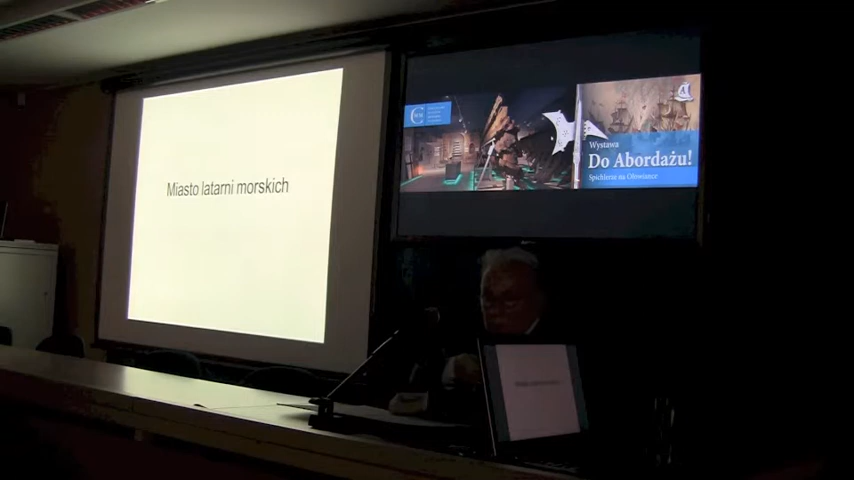 Miasto latarni morskich
Wystawa
Do Abordażu!
Spichlerze na Ołowiance